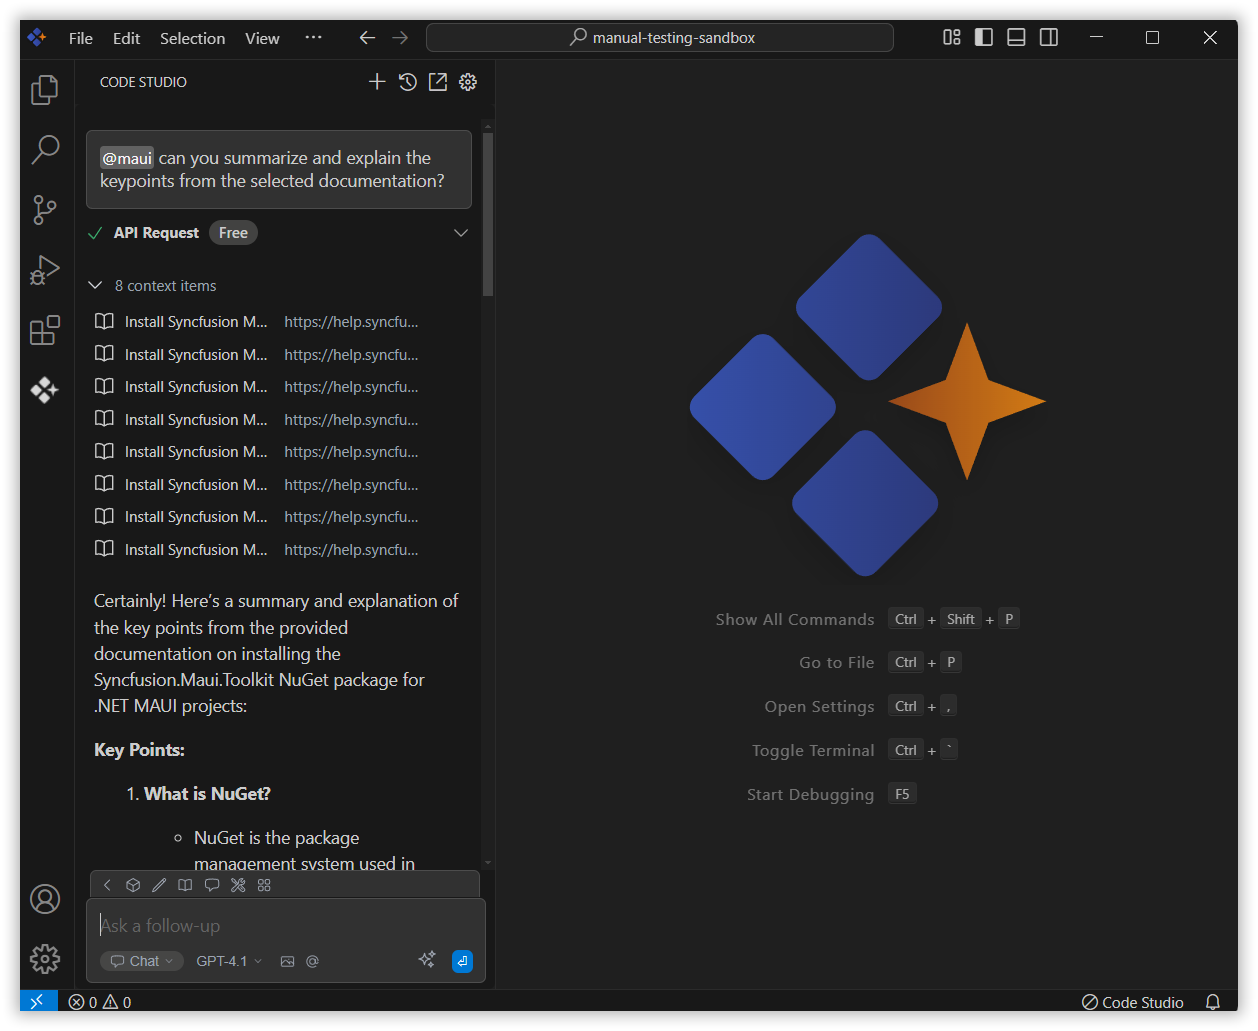 File Edit Selection View ··· manual-testing-sandbox
CODE STUDIO
@maui can you summarize and explain the
keypoints from the selected documentation?
API Request Free
8 context items
Install Syncfusion M... https://help.syncfu...
Install Syncfusion M... https://help.syncfu...
Install Syncfusion M... https://help.syncfu...
Install Syncfusion M... https://help.syncfu...
Install Syncfusion M... https://help.syncfu...
Install Syncfusion M... https://help.syncfu...
Install Syncfusion M... https://help.syncfu...
Install Syncfusion M... https://help.syncfu...
Certainly! Here's a summary and explanation of
the key points from the provided
documentation on installing the
Syncfusion.Maui.Toolkit NuGet package for
.NET MAUI projects:
Key Points:
1. What is NuGet?
○ NuGet is the package
management system used in
Ask a follow-up
Chat GPT-4.1 @
Show All Commands Ctrl + Shift + P
Go to File Ctrl + P
Open Settings Ctrl + ,
Toggle Terminal Ctrl + `
Start Debugging F5
0 0 Code Studio